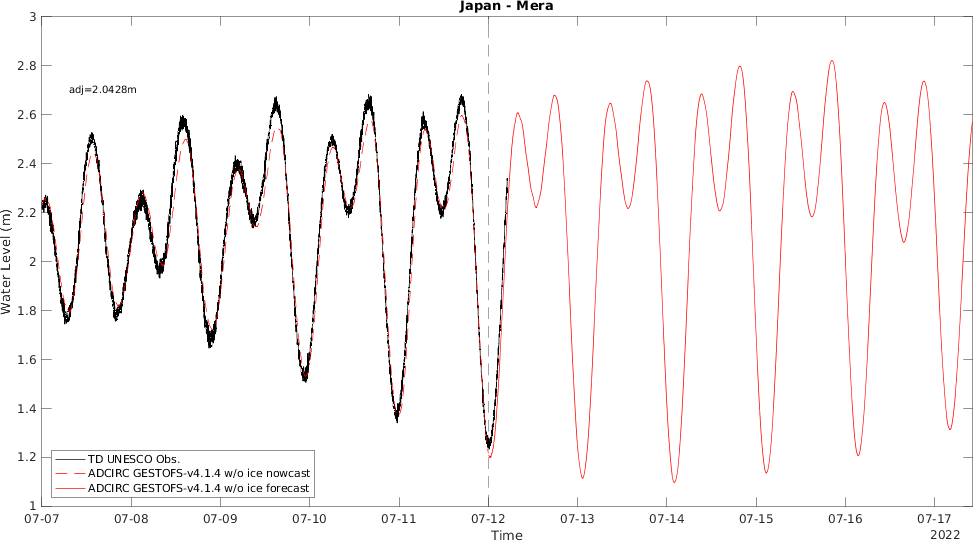 Japan - Mera
3
2.8
2.6
2.4
2.2
2
1.8
1.6
1.4
1.2
1
Water Level (m)
adj=2.0428m
TD UNESCO Obs.
ADCIRC GESTOFS-v4.1.4 w/o ice nowcast
ADCIRC GESTOFS-v4.1.4 w/o ice forecast
07-07 07-08 07-09 07-10 07-11 07-12 07-13 07-14 07-15 07-16 07-17
Time
2022